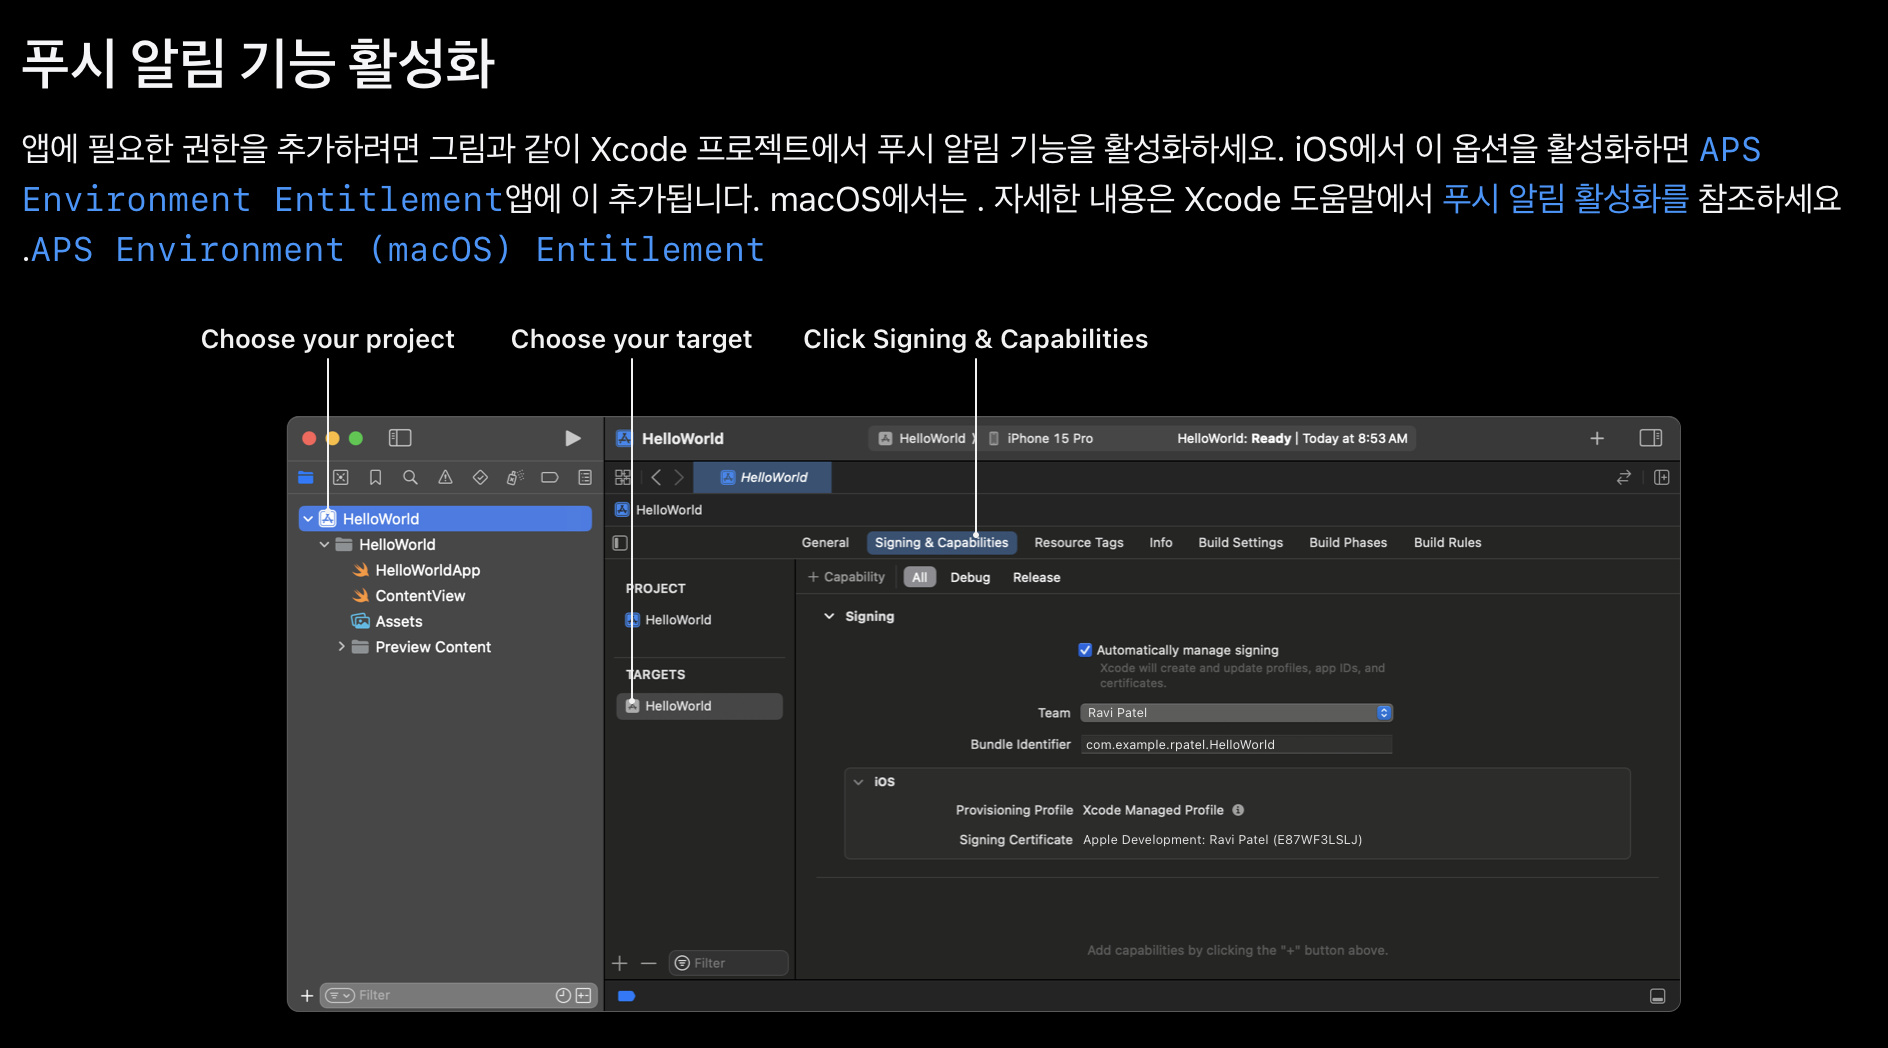 푸시 알림 기능 활성화
앱에 필요한 권한을 추가하려면 그림과 같이 Xcode 프로젝트에서 푸시 알림 기능을 활성화하세요. iOS에서 이 옵션을 활성화하면 APS
Environment Entitlement앱에 이 추가됩니다. macOS에서는 . 자세한 내용은 Xcode 도움말에서 푸시 알림 활성화를 참조하세요
.APS Environment (macOS) Entitlement
Choose your project
Choose your target
Click Signing & Capabilities
HelloWorld
HelloWorld
iPhone 15 Pro
HelloWorld: Ready | Today at 8:53 AM
HelloWorld
HelloWorld
HelloWorld
HelloWorld
HelloWorldApp
ContentView
Assets
Preview Content
Filter
General
Signing & Capabilities
Resource Tags
Info
Build Settings
Build Phases
Build Rules
PROJECT
HelloWorld
TARGETS
HelloWorld
Filter
+ Capability
All
Debug
Release
Signing
Automatically manage signing
Xcode will create and update profiles, app IDs, and
certificates.
Team Ravi Patel
Bundle Identifier com.example.rpatel.HelloWorld
iOS
Provisioning Profile Xcode Managed Profile
Signing Certificate Apple Development: Ravi Patel (E87WF3LSLJ)
Add capabilities by clicking the "+" button above.